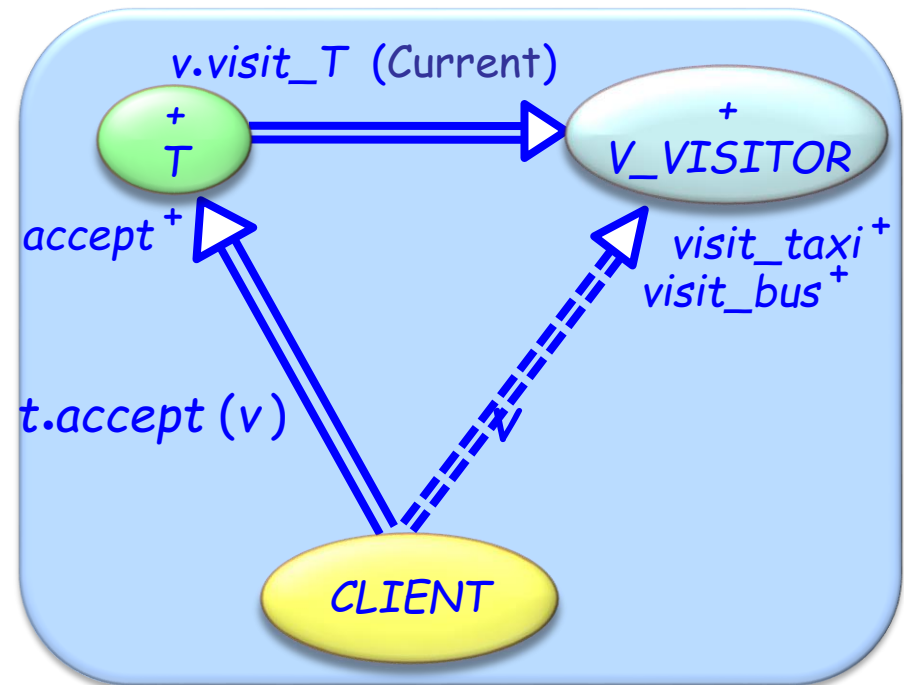 v.visit_T (Current)
+
T
+
V_VISITOR
accept+
visit_taxi+
visit_bus+
t.accept (v)
v
CLIENT